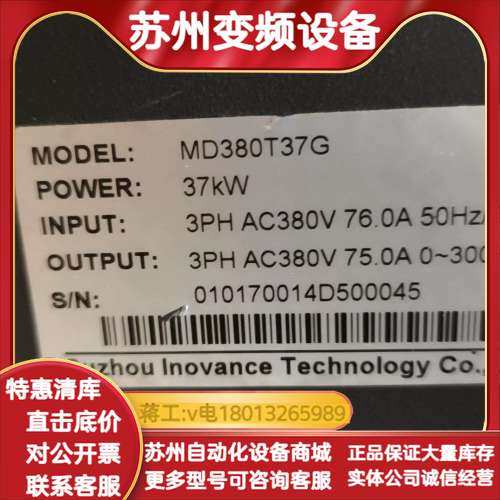 苏州变频设备
MODEL: MD380T37G
POWER: 37kW
INPUT: 3PH AC380V 76.0A 50Hz/
OUTPUT: 3PH AC380V 75.0A 0~300
S/N: 010170014D500045
Suzhou Inovance Technology Co.,
蒋工:v电18013265989
特惠清库
直击底价
对公开票
联系客服
苏州自动化设备商城
更多型号可咨询客服
正品保证大量库存
实体公司诚信经营